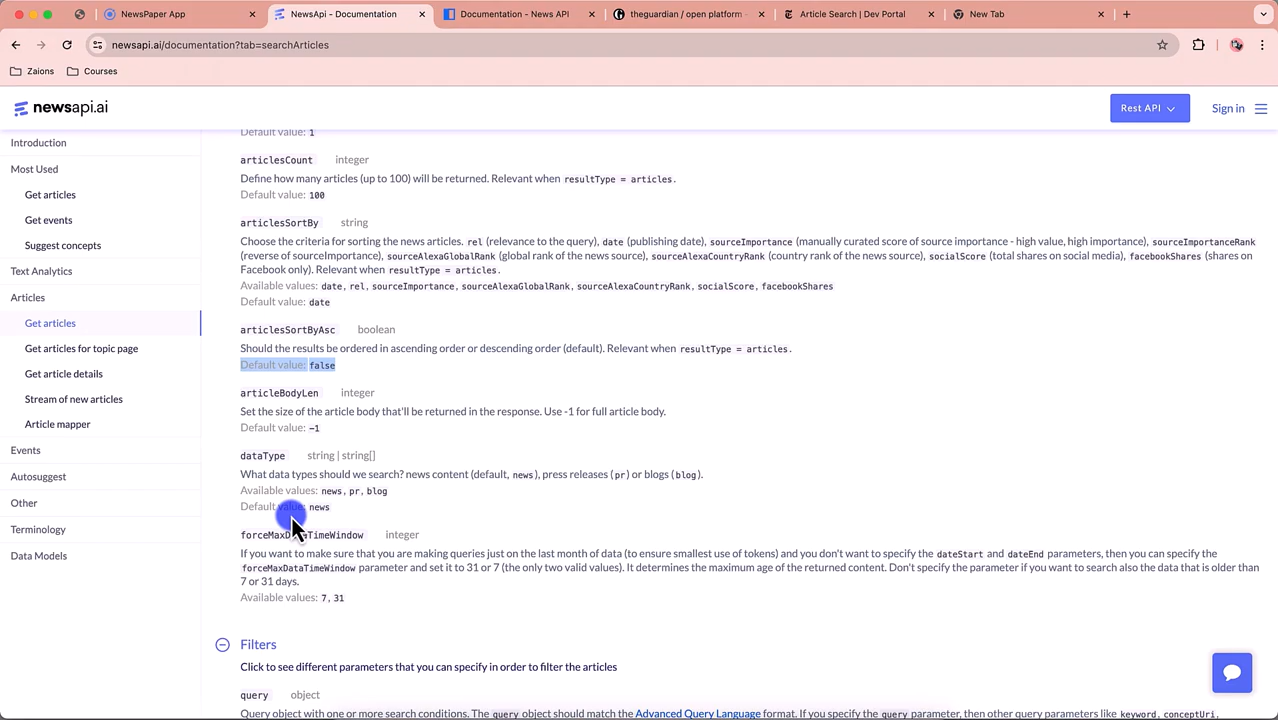 NewsPaper App
NewsApi - Documentation
Documentation - News API
theguardian / open platform
Article Search | Dev Portal
New Tab
newsapi.ai/documentation?tab=searchArticles
Zaions
Courses
newsapi.ai
Rest API
Sign in
Introduction
Most Used
Get articles
Get events
Suggest concepts
Text Analytics
Articles
Get articles
Get articles for topic page
Get article details
Stream of new articles
Article mapper
Events
Autosuggest
Other
Terminology
Data Models
Default value: 1
articlesCount integer
Define how many articles (up to 100) will be returned. Relevant when resultType = articles.
Default value: 100
articlesSortBy string
Choose the criteria for sorting the news articles. rel (relevance to the query), date (publishing date), sourceImportance (manually curated score of source importance - high value, high importance), sourceImportanceRank
(reverse of sourceImportance), sourceAlexaGlobalRank (global rank of the news source), sourceAlexaCountryRank (country rank of the news source), socialScore (total shares on social media), facebookShares (shares on
Facebook only). Relevant when resultType = articles.
Available values: date, rel, sourceImportance, sourceAlexaGlobalRank, sourceAlexaCountryRank, socialScore, facebookShares
Default value: date
articlesSortByAsc boolean
Should the results be ordered in ascending order or descending order (default). Relevant when resultType = articles.
Default value: false
articleBodyLen integer
Set the size of the article body that'll be returned in the response. Use -1 for full article body.
Default value: -1
dataType string | string[]
What data types should we search? news content (default, news), press releases (pr) or blogs (blog).
Available values: news, pr, blog
Default value: news
forceMaxDataTimeWindow integer
If you want to make sure that you are making queries just on the last month of data (to ensure smallest use of tokens) and you don't want to specify the dateStart and dateEnd parameters, then you can specify the
forceMaxDataTimeWindow parameter and set it to 31 or 7 (the only two valid values). It determines the maximum age of the returned content. Don't specify the parameter if you want to search also the data that is older than
7 or 31 days.
Available values: 7, 31
Filters
Click to see different parameters that you can specify in order to filter the articles
query object
Query object with one or more search conditions. The query object should match the Advanced Query Language format. If you specify the query parameter, then other query parameters like keyword, conceptUri,